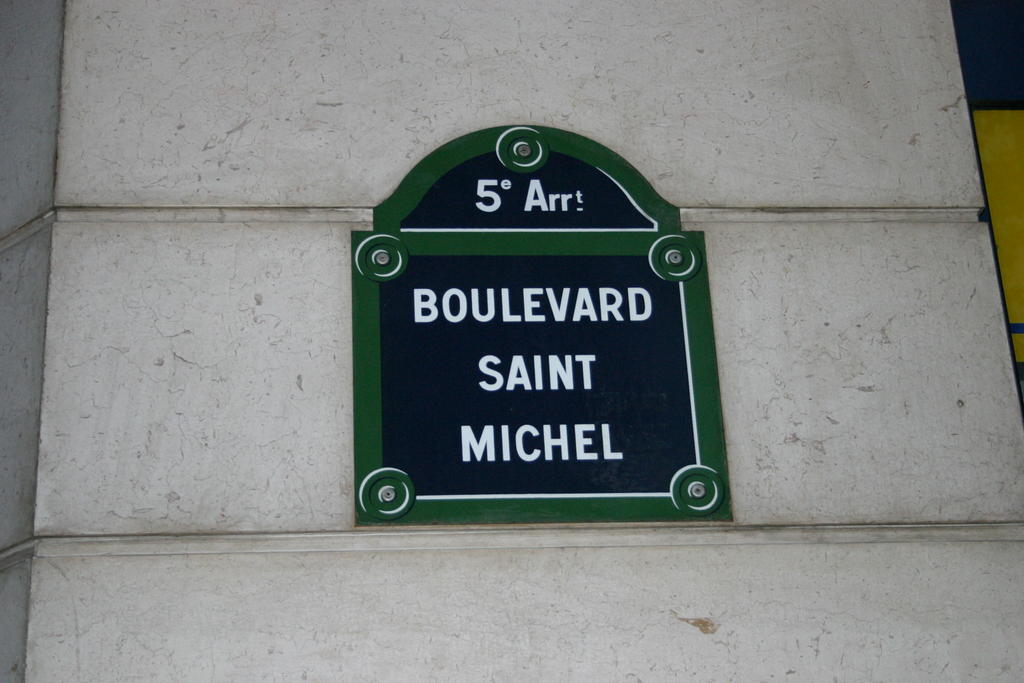 5e Arrt
BOULEVARD
SAINT
MICHEL